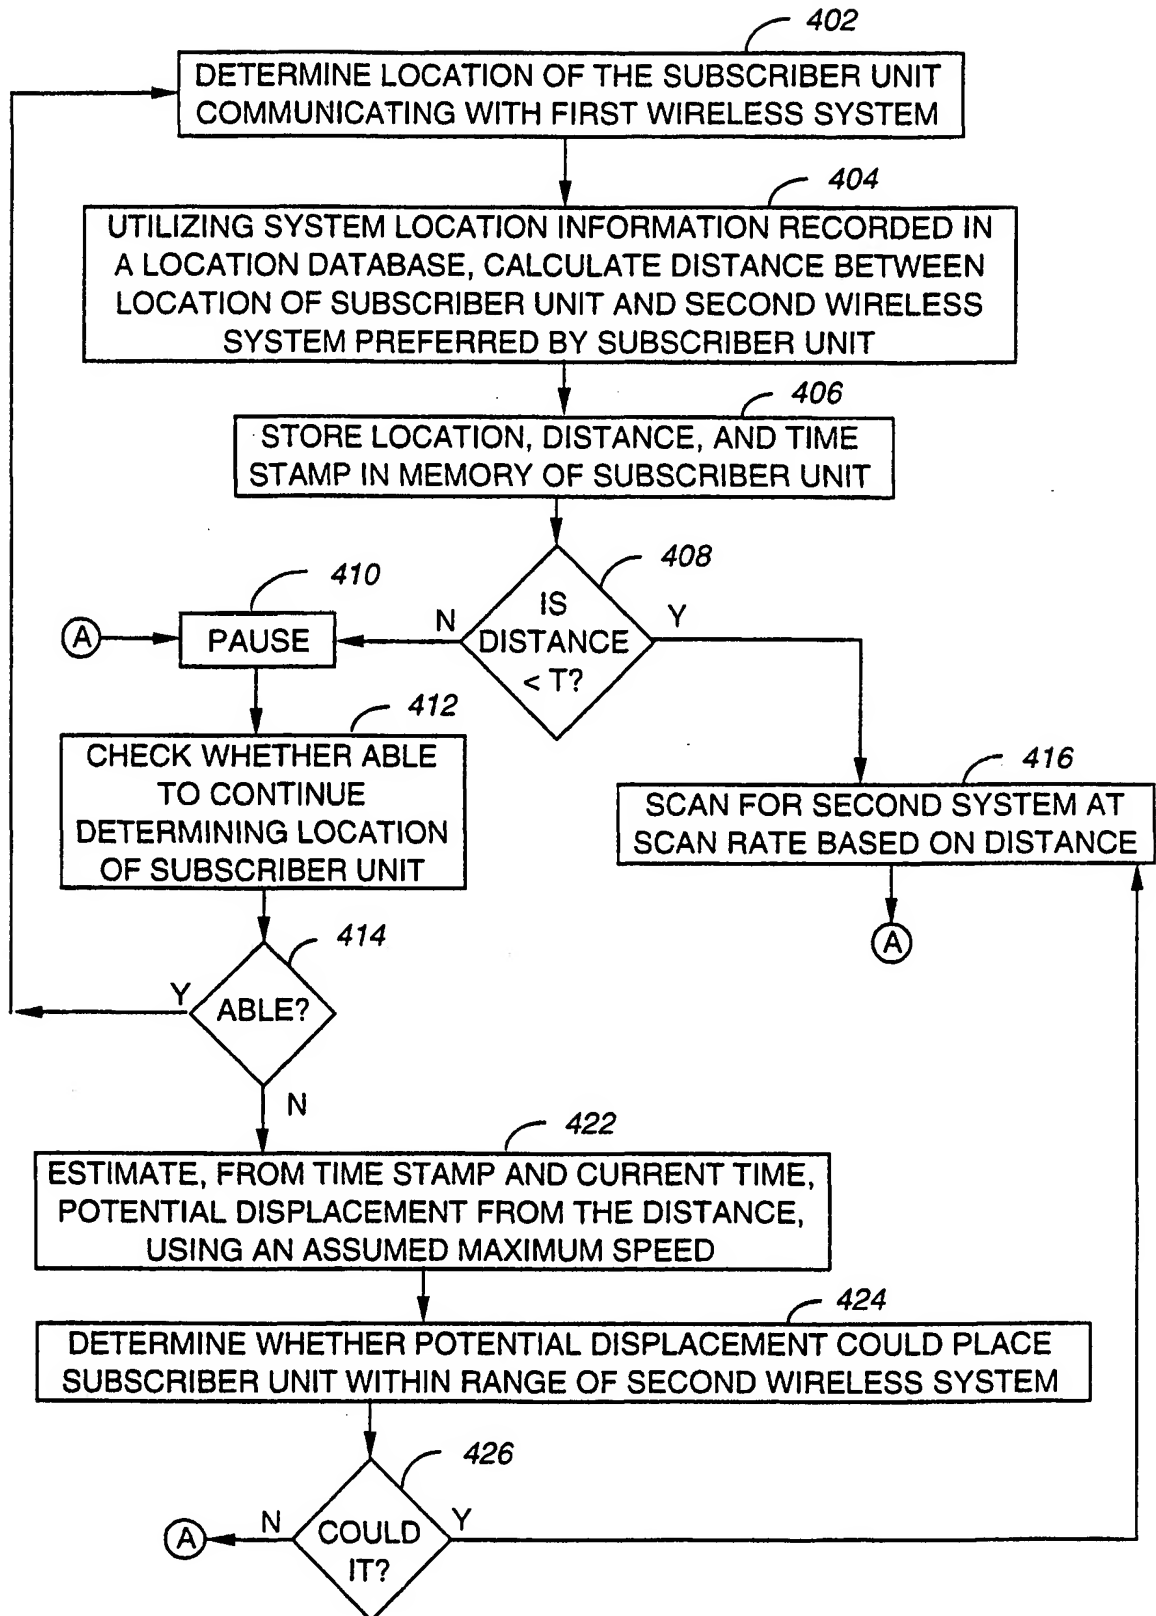 402
DETERMINE LOCATION OF THE SUBSCRIBER UNIT
COMMUNICATING WITH FIRST WIRELESS SYSTEM
404
UTILIZING SYSTEM LOCATION INFORMATION RECORDED IN
A LOCATION DATABASE, CALCULATE DISTANCE BETWEEN
LOCATION OF SUBSCRIBER UNIT AND SECOND WIRELESS
SYSTEM PREFERRED BY SUBSCRIBER UNIT
406
STORE LOCATION, DISTANCE, AND TIME
STAMP IN MEMORY OF SUBSCRIBER UNIT
408
IS
DISTANCE
< T?
N
Y
410
A
PAUSE
412
CHECK WHETHER ABLE
TO CONTINUE
DETERMINING LOCATION
OF SUBSCRIBER UNIT
416
SCAN FOR SECOND SYSTEM AT
SCAN RATE BASED ON DISTANCE
A
414
ABLE?
Y
N
422
ESTIMATE, FROM TIME STAMP AND CURRENT TIME,
POTENTIAL DISPLACEMENT FROM THE DISTANCE,
USING AN ASSUMED MAXIMUM SPEED
424
DETERMINE WHETHER POTENTIAL DISPLACEMENT COULD PLACE
SUBSCRIBER UNIT WITHIN RANGE OF SECOND WIRELESS SYSTEM
426
A
N
COULD
IT?
Y